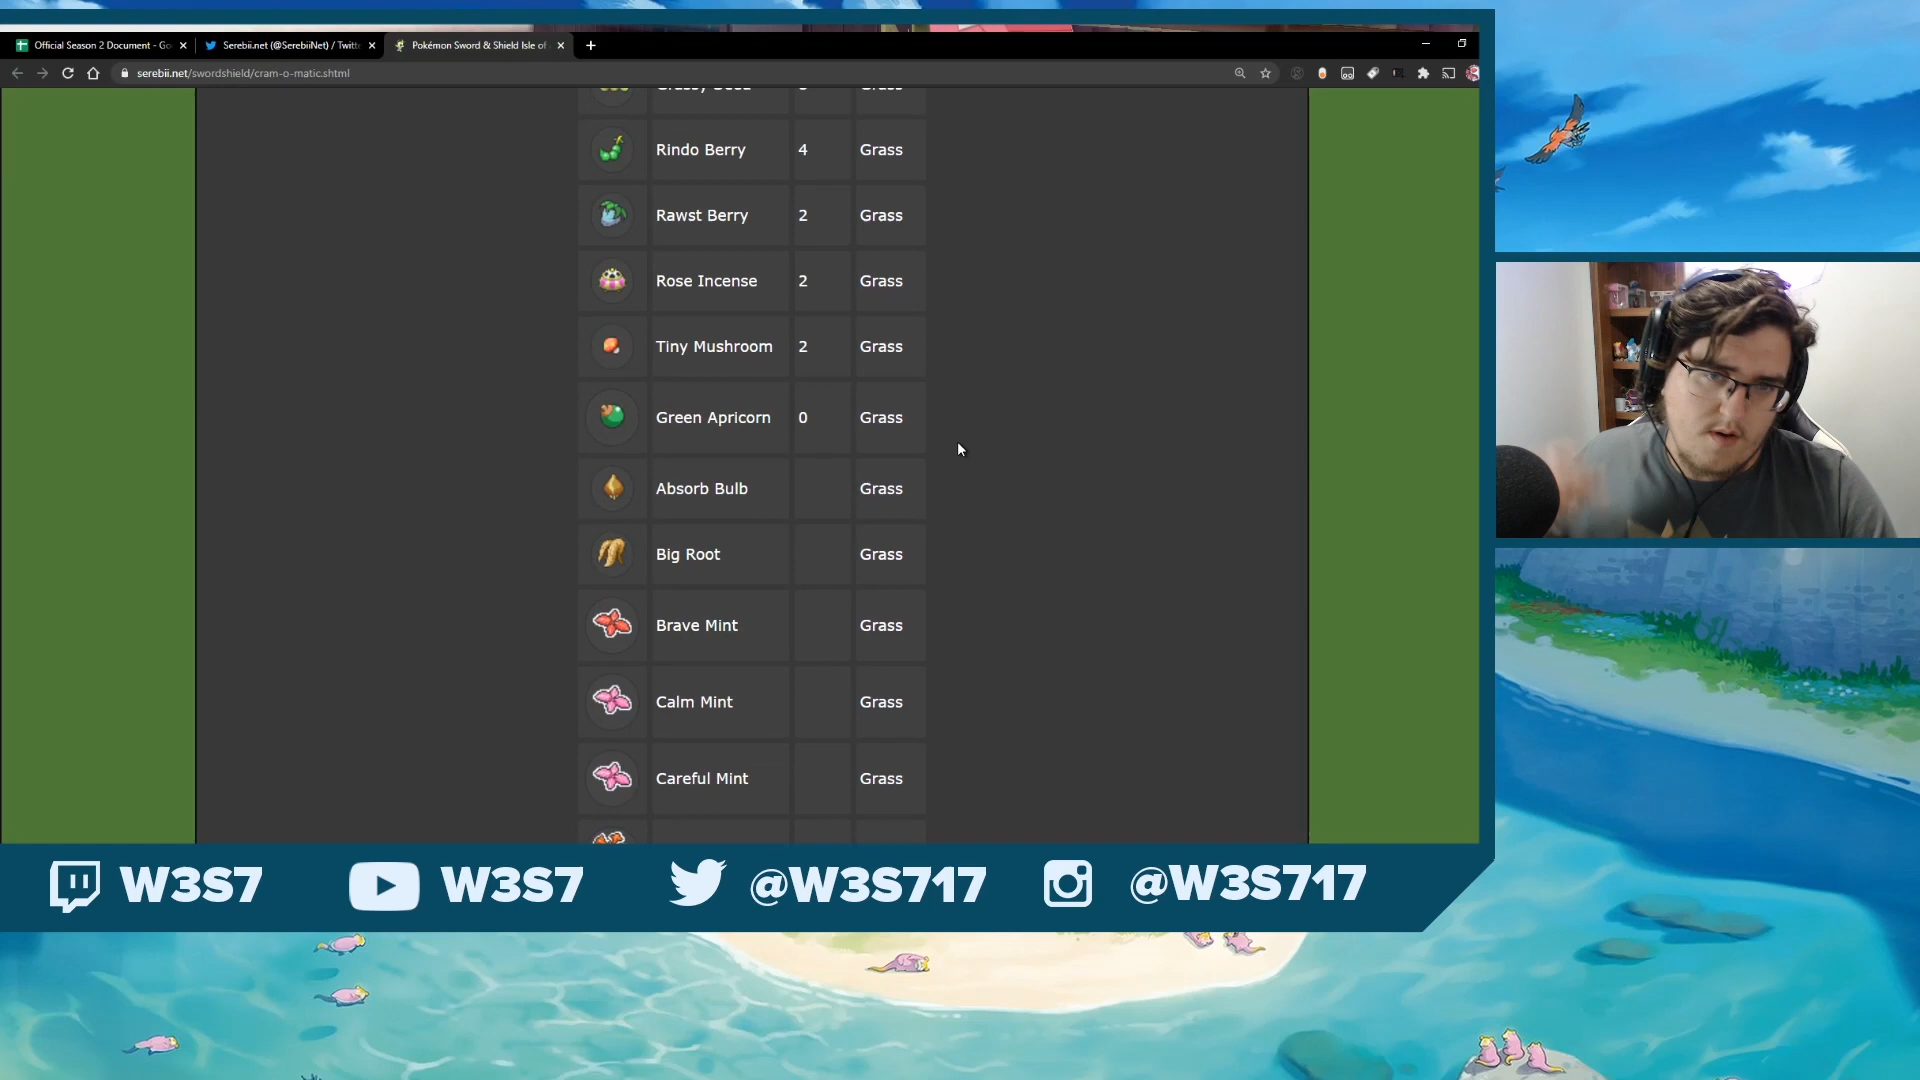 Official Season 2 Document - Go
Serebii.net (@SerebiiNet) / Twitt
Pokémon Sword & Shield Isle of
serebii.net/swordshield/cram-o-matic.shtml
Grass
Rindo Berry 4 Grass
Rawst Berry 2 Grass
Rose Incense 2 Grass
Tiny Mushroom 2 Grass
Green Apricorn 0 Grass
Absorb Bulb Grass
Big Root Grass
Brave Mint Grass
Calm Mint Grass
Careful Mint Grass
W3S7 W3S7 @W3S717 @W3S717